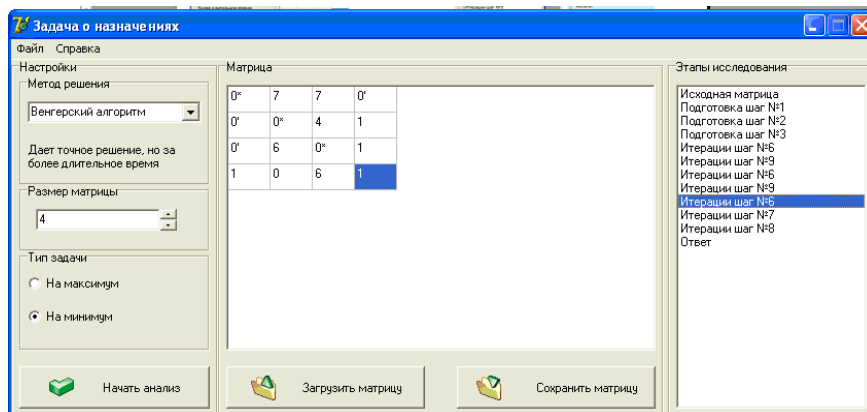 Задача о назначениях
Файл Справка
Настройки
Метод решения
Венгерский алгоритм
Дает точное решение, но за
более длительное время
Размер матрицы
4
Тип задачи
На максимум
На минимум
Начать анализ
Матрица
0* 7 7 0'
0' 0* 4 1
0' 6 0* 1
1 0 6 1
Загрузить матрицу
Сохранить матрицу
Этапы исследования
Исходная матрица
Подготовка шаг №1
Подготовка шаг №2
Подготовка шаг №3
Итерации шаг №6
Итерации шаг №9
Итерации шаг №6
Итерации шаг №9
Итерации шаг №6
Итерации шаг №7
Итерации шаг №8
Ответ